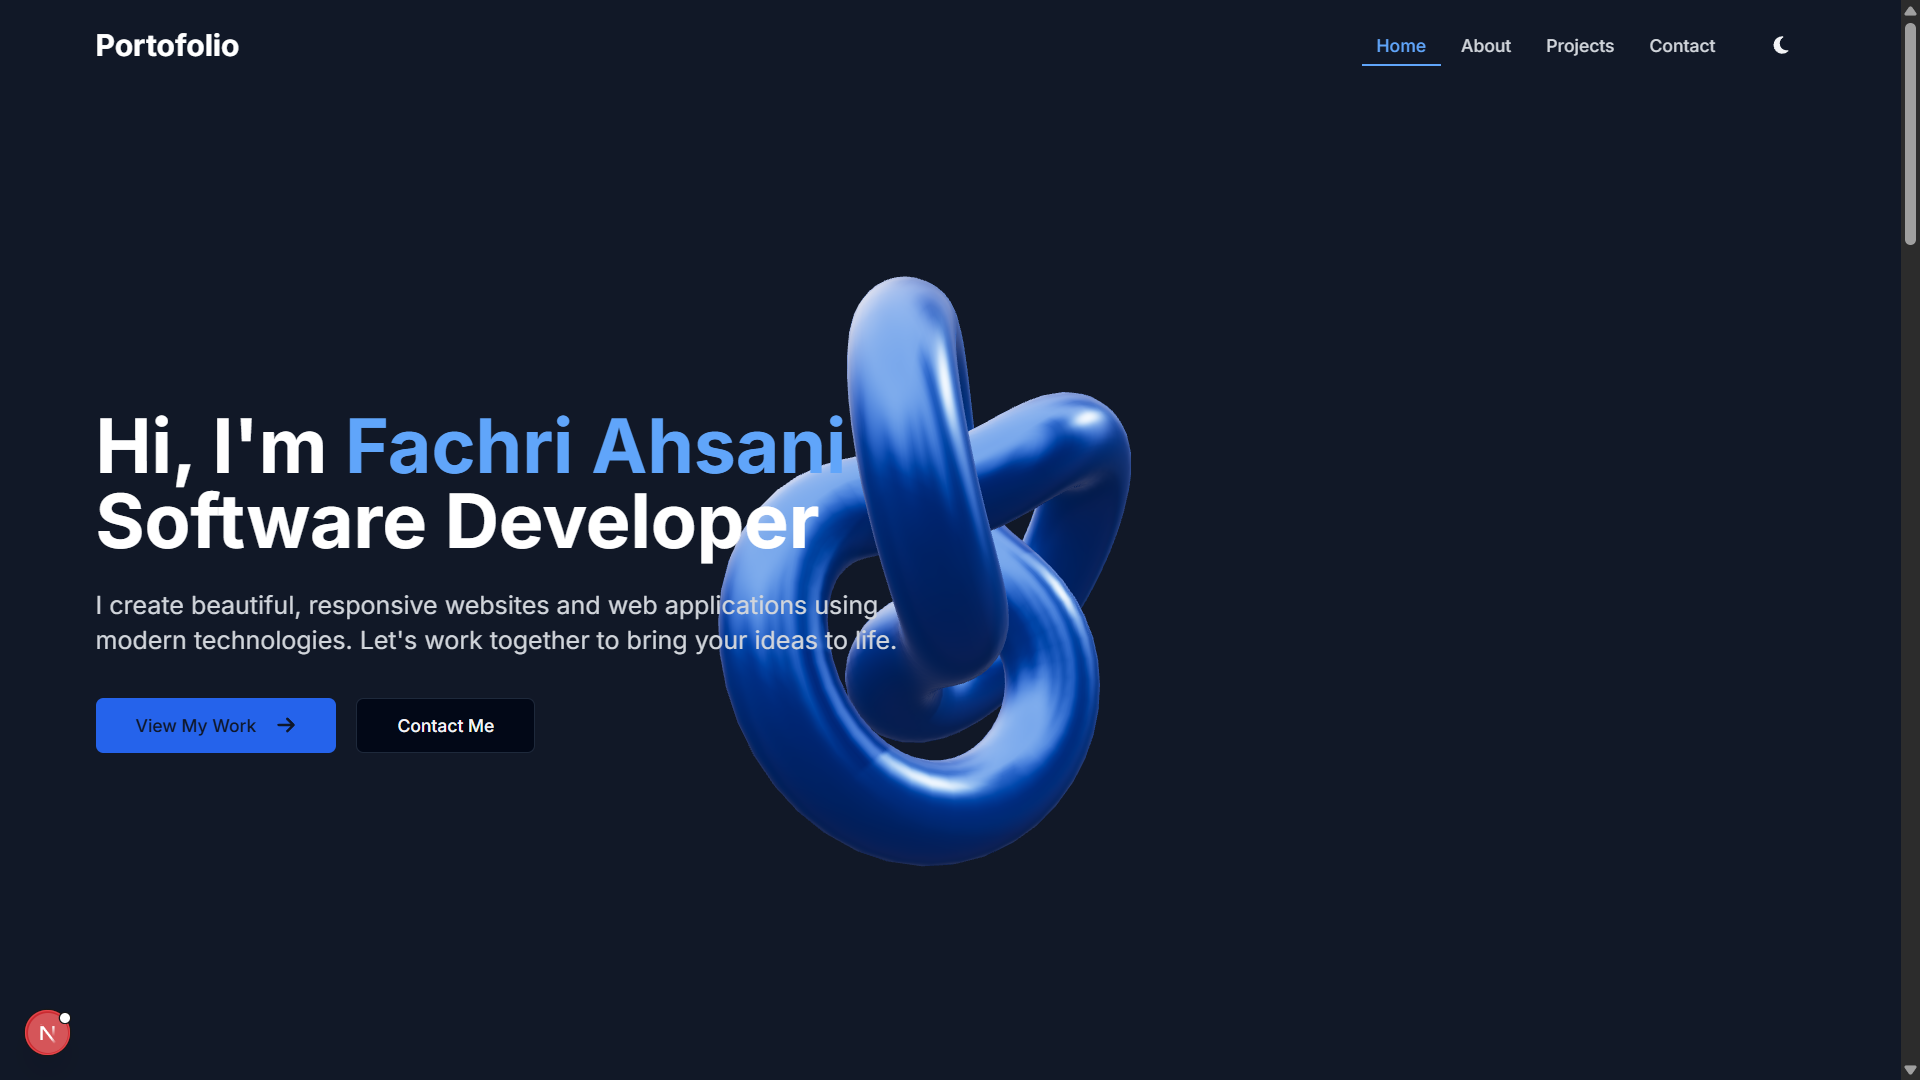 Portofolio
Home About Projects Contact
Hi, I'm Fachri Ahsani
Software Developer
I create beautiful, responsive websites and web applications using
modern technologies. Let's work together to bring your ideas to life.
View My Work
Contact Me
N